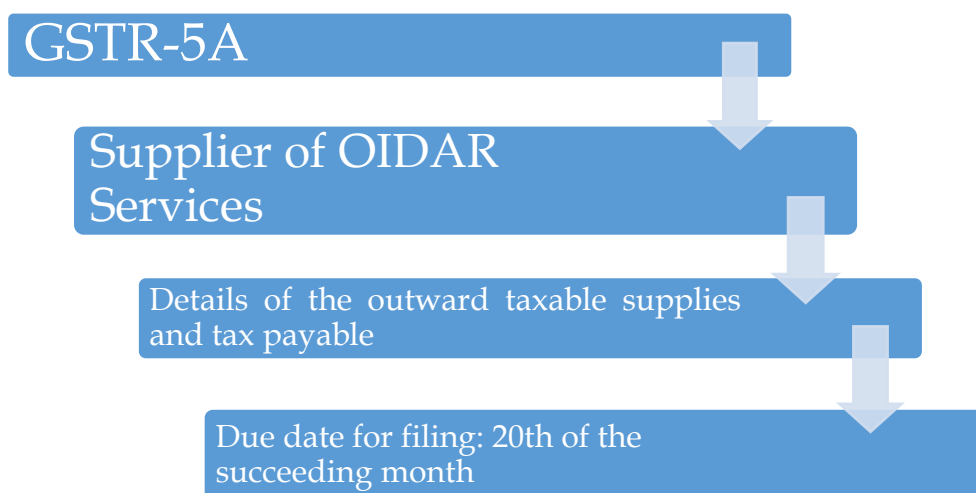 GSTR-5A
Supplier of OIDAR
Services
Details of the outward taxable supplies
and tax payable
Due date for filing: 20th of the
succeeding month